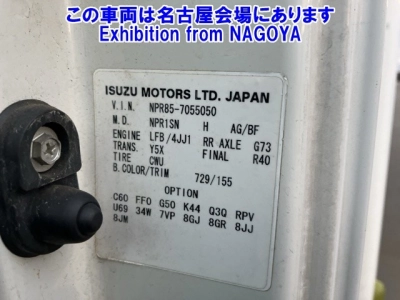 この車両は名古屋会場にあります
Exhibition from NAGOYA
ISUZU MOTORS LTD. JAPAN
V.I.N. NPR85-7055050
M.D. NPR1SN H AG/BF
ENGINE LFB/4JJ1 RR AXLE G73
TRANS. Y5X FINAL R40
TIRE CWU
B.COLOR/TRIM 729/155
OPTION
C60 FFO G50 K44 Q3Q RPV
U69 34W 7VP 8GJ 8GR 8JJ
8JM